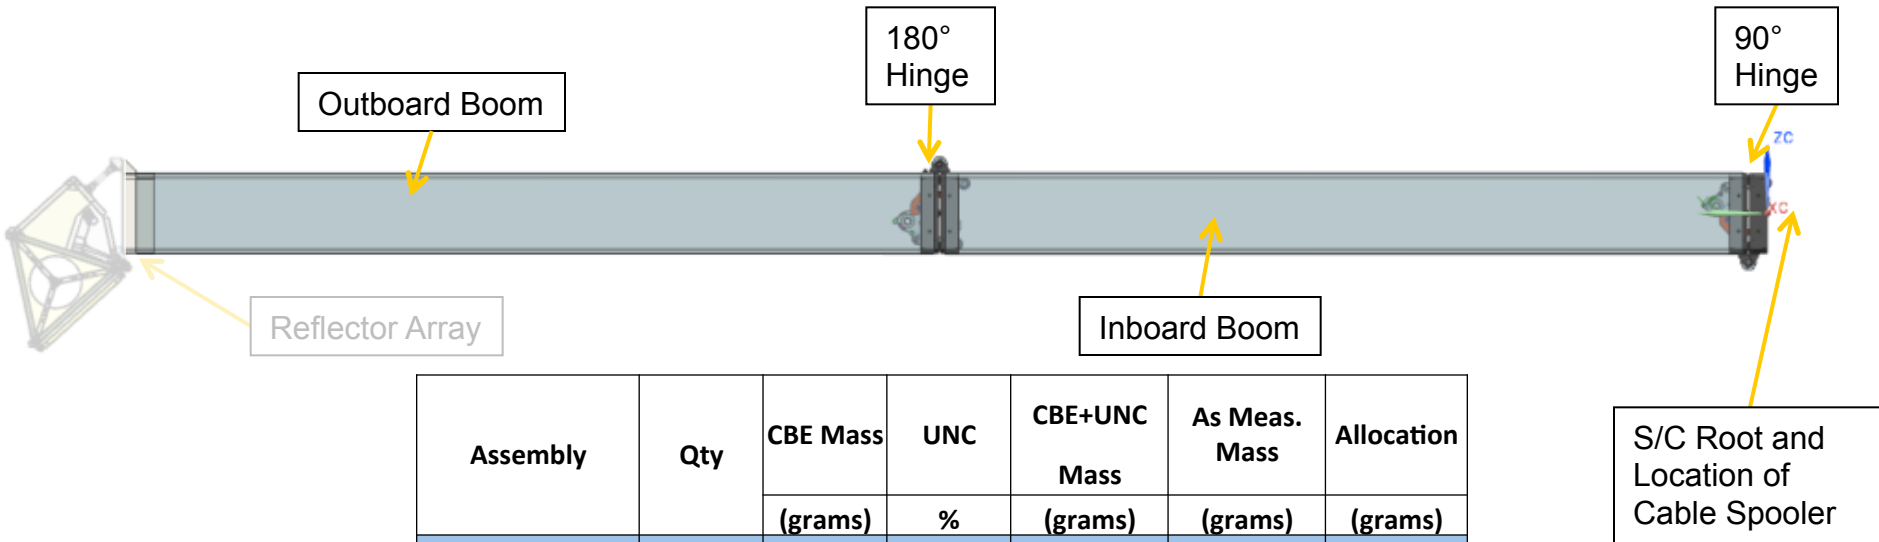 180°
Hinge
90°
Hinge
Outboard Boom
ZC
XC
Reflector Array
Inboard Boom
Assembly
Qty
CBE Mass
(grams)
UNC
%
CBE+UNC
Mass
(grams)
As Meas.
Mass
(grams)
Allocation
(grams)
S/C Root and
Location of
Cable Spooler